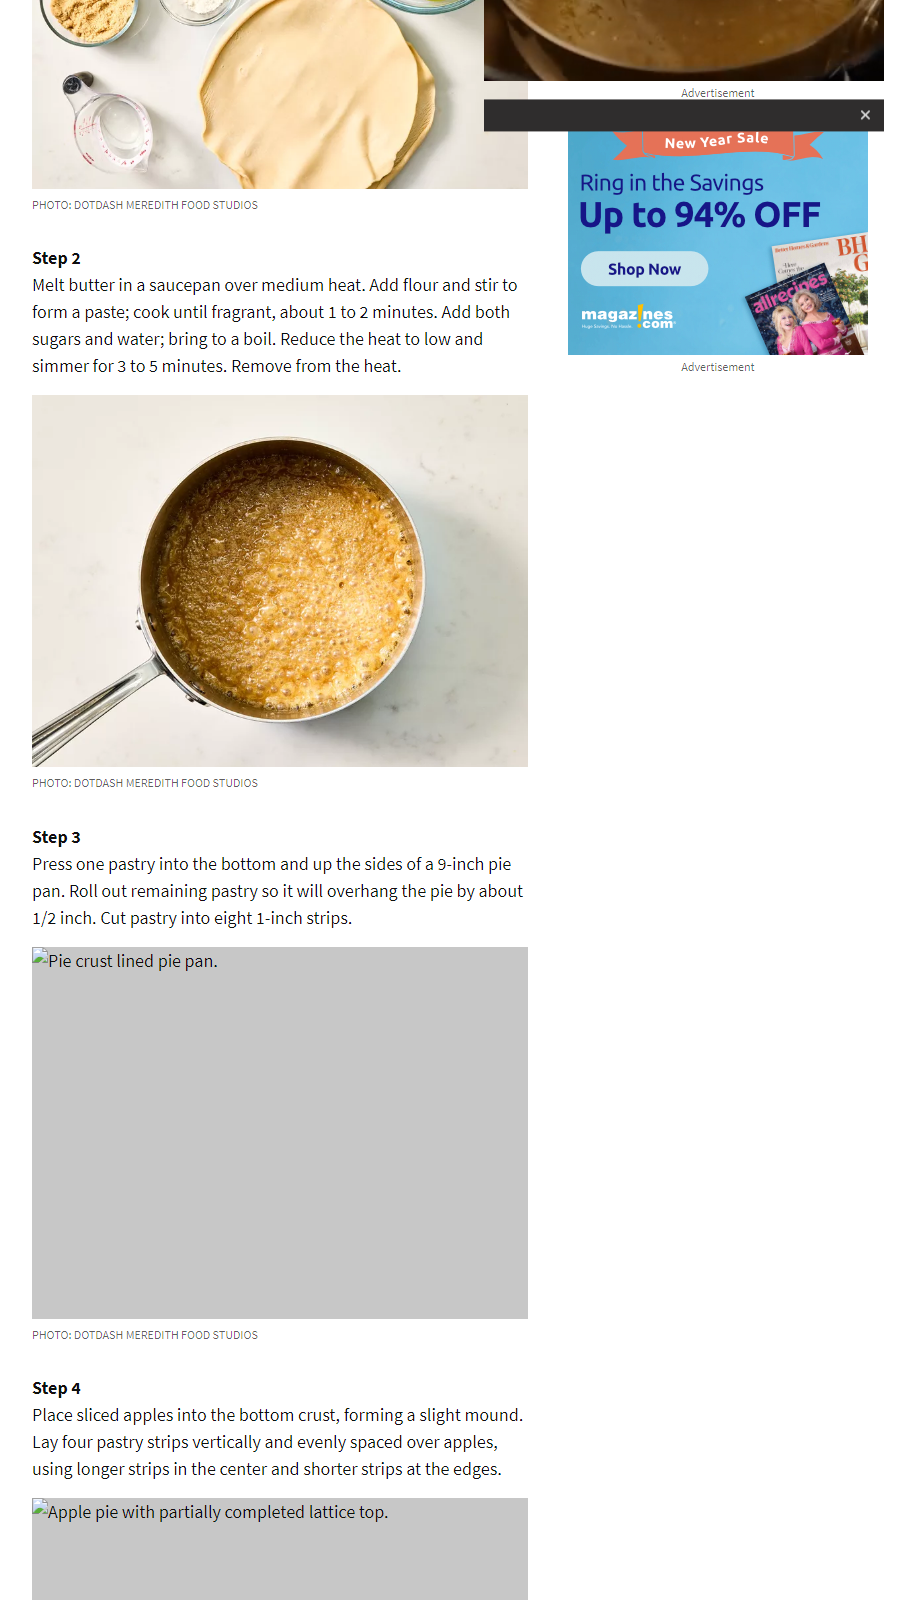 Advertisement
New Year Sale
Ring in the Savings
Up to 94% OFF
Shop Now
allrecipes
magaz!nes
.com
Advertisement
PHOTO: DOTDASH MEREDITH FOOD STUDIOS
Step 2
Melt butter in a saucepan over medium heat. Add flour and stir to
form a paste; cook until fragrant, about 1 to 2 minutes. Add both
sugars and water; bring to a boil. Reduce the heat to low and
simmer for 3 to 5 minutes. Remove from the heat.
PHOTO: DOTDASH MEREDITH FOOD STUDIOS
Step 3
Press one pastry into the bottom and up the sides of a 9-inch pie
pan. Roll out remaining pastry so it will overhang the pie by about
1/2 inch. Cut pastry into eight 1-inch strips.
Pie crust lined pie pan.
PHOTO: DOTDASH MEREDITH FOOD STUDIOS
Step 4
Place sliced apples into the bottom crust, forming a slight mound.
Lay four pastry strips vertically and evenly spaced over apples,
using longer strips in the center and shorter strips at the edges.
Apple pie with partially completed lattice top.